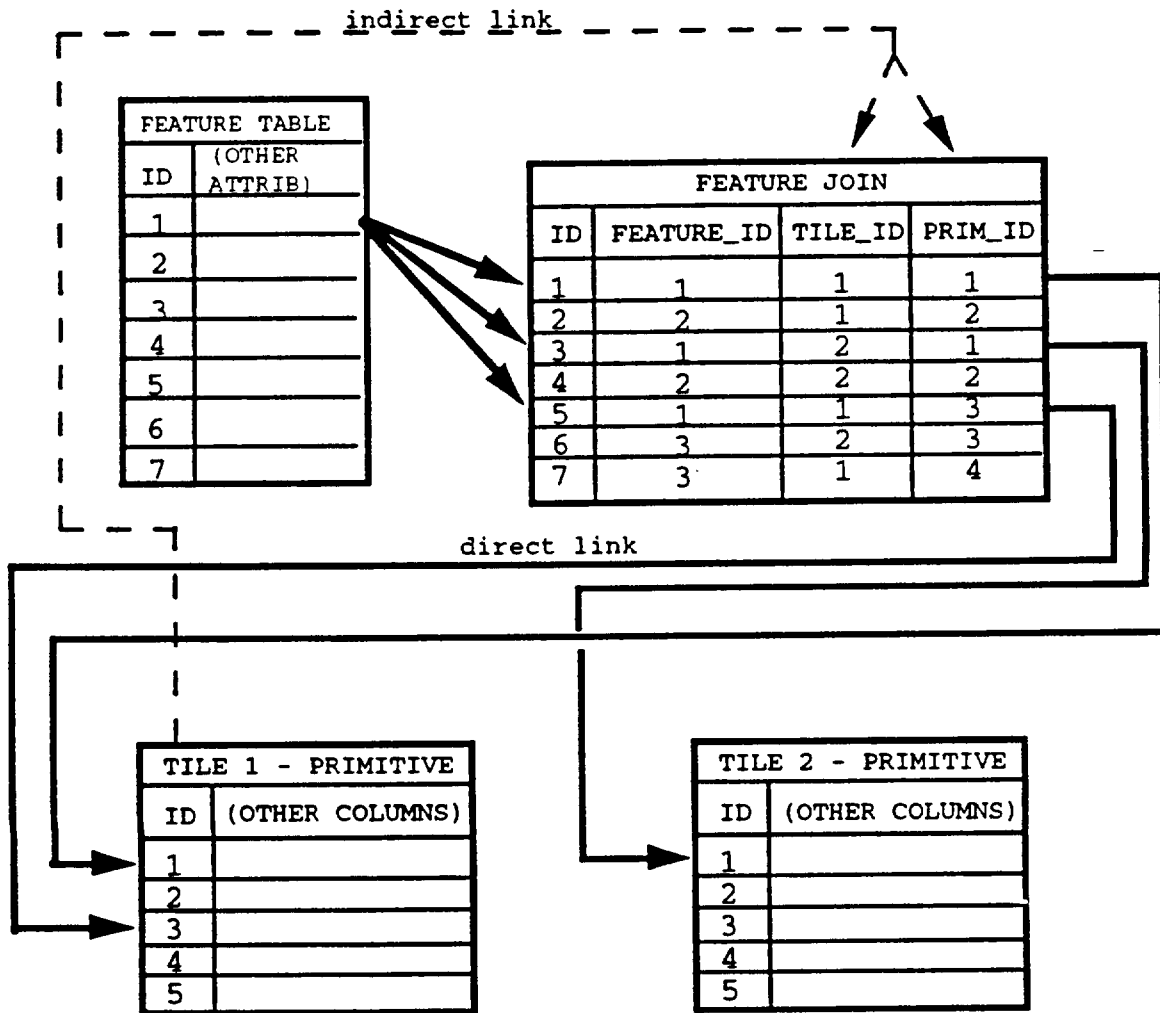 indirect link
FEATURE TABLE
ID (OTHER
ATTRIB)
1
2
3
4
5
6
7
FEATURE JOIN
ID FEATURE_ID TILE_ID PRIM_ID
1 1 1 1
2 2 1 2
3 1 2 1
4 2 2 2
5 1 1 3
6 3 2 3
7 3 1 4
direct link
TILE 1 - PRIMITIVE
ID (OTHER COLUMNS)
1
2
3
4
5
TILE 2 - PRIMITIVE
ID (OTHER COLUMNS)
1
2
3
4
5